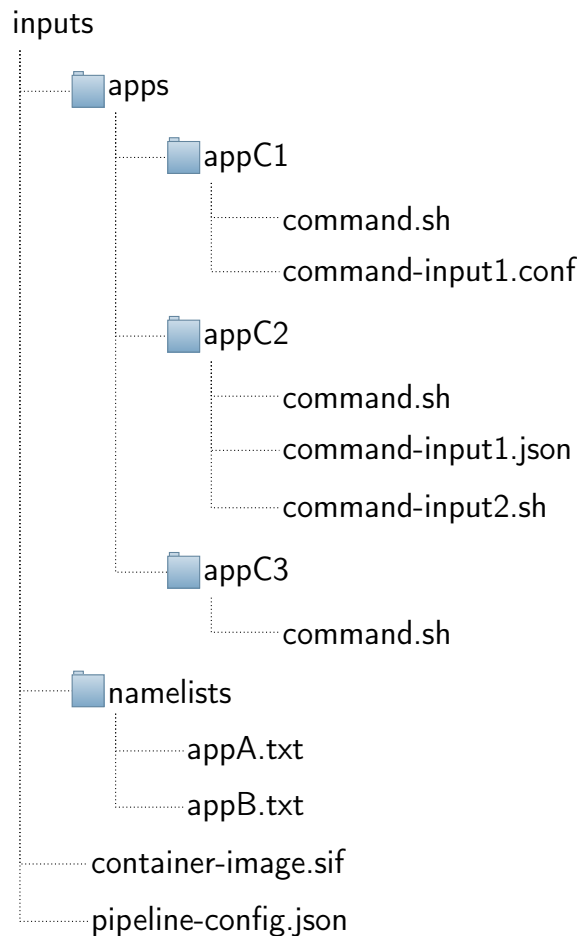 inputs
apps
appC1
command.sh
command-input1.conf
appC2
command.sh
command-input1.json
command-input2.sh
appC3
command.sh
namelists
appA.txt
appB.txt
container-image.sif
pipeline-config.json